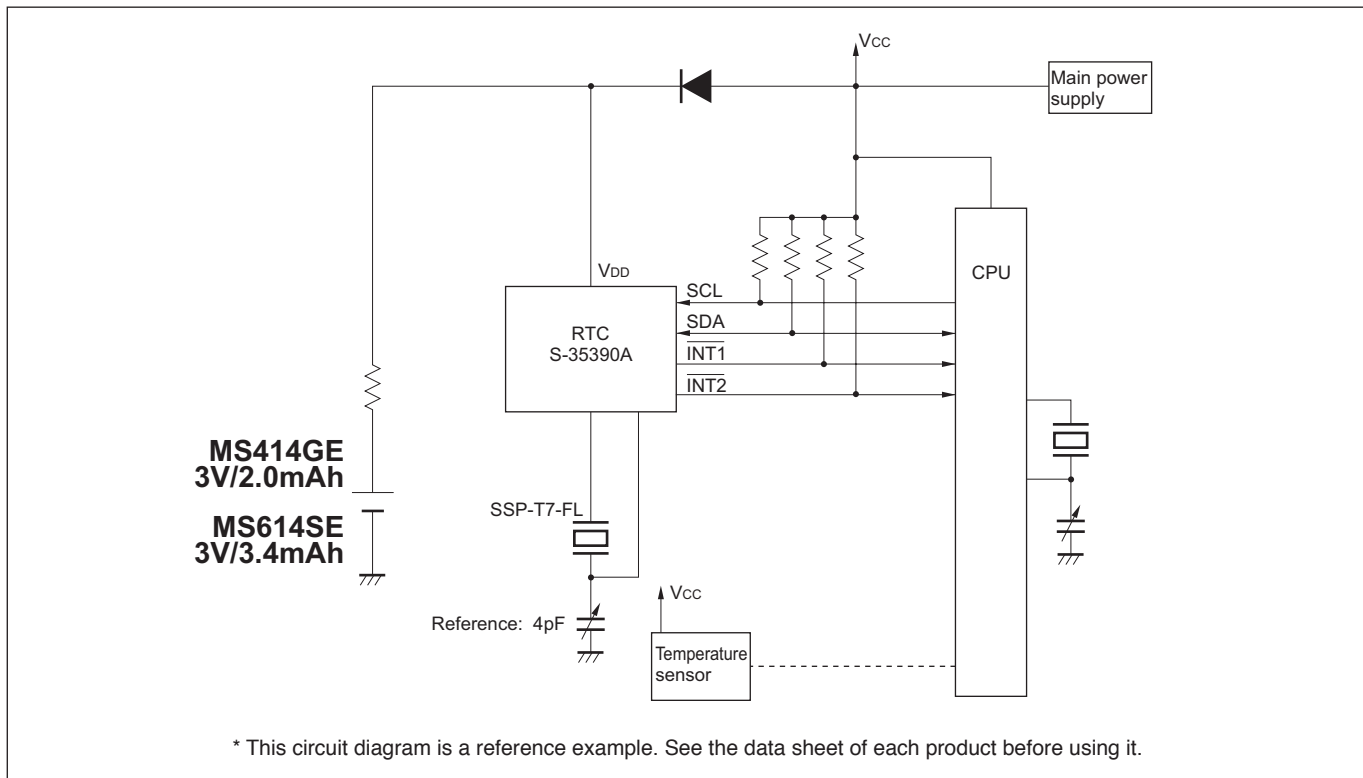 VCC
Main power
supply
VDD
CPU
SCL
RTC
S-35390A
SDA
INT1
INT2
MS414GE
3V/2.0mAh
MS614SE
3V/3.4mAh
SSP-T7-FL
Reference: 4pF
VCC
Temperature
sensor
* This circuit diagram is a reference example. See the data sheet of each product before using it.